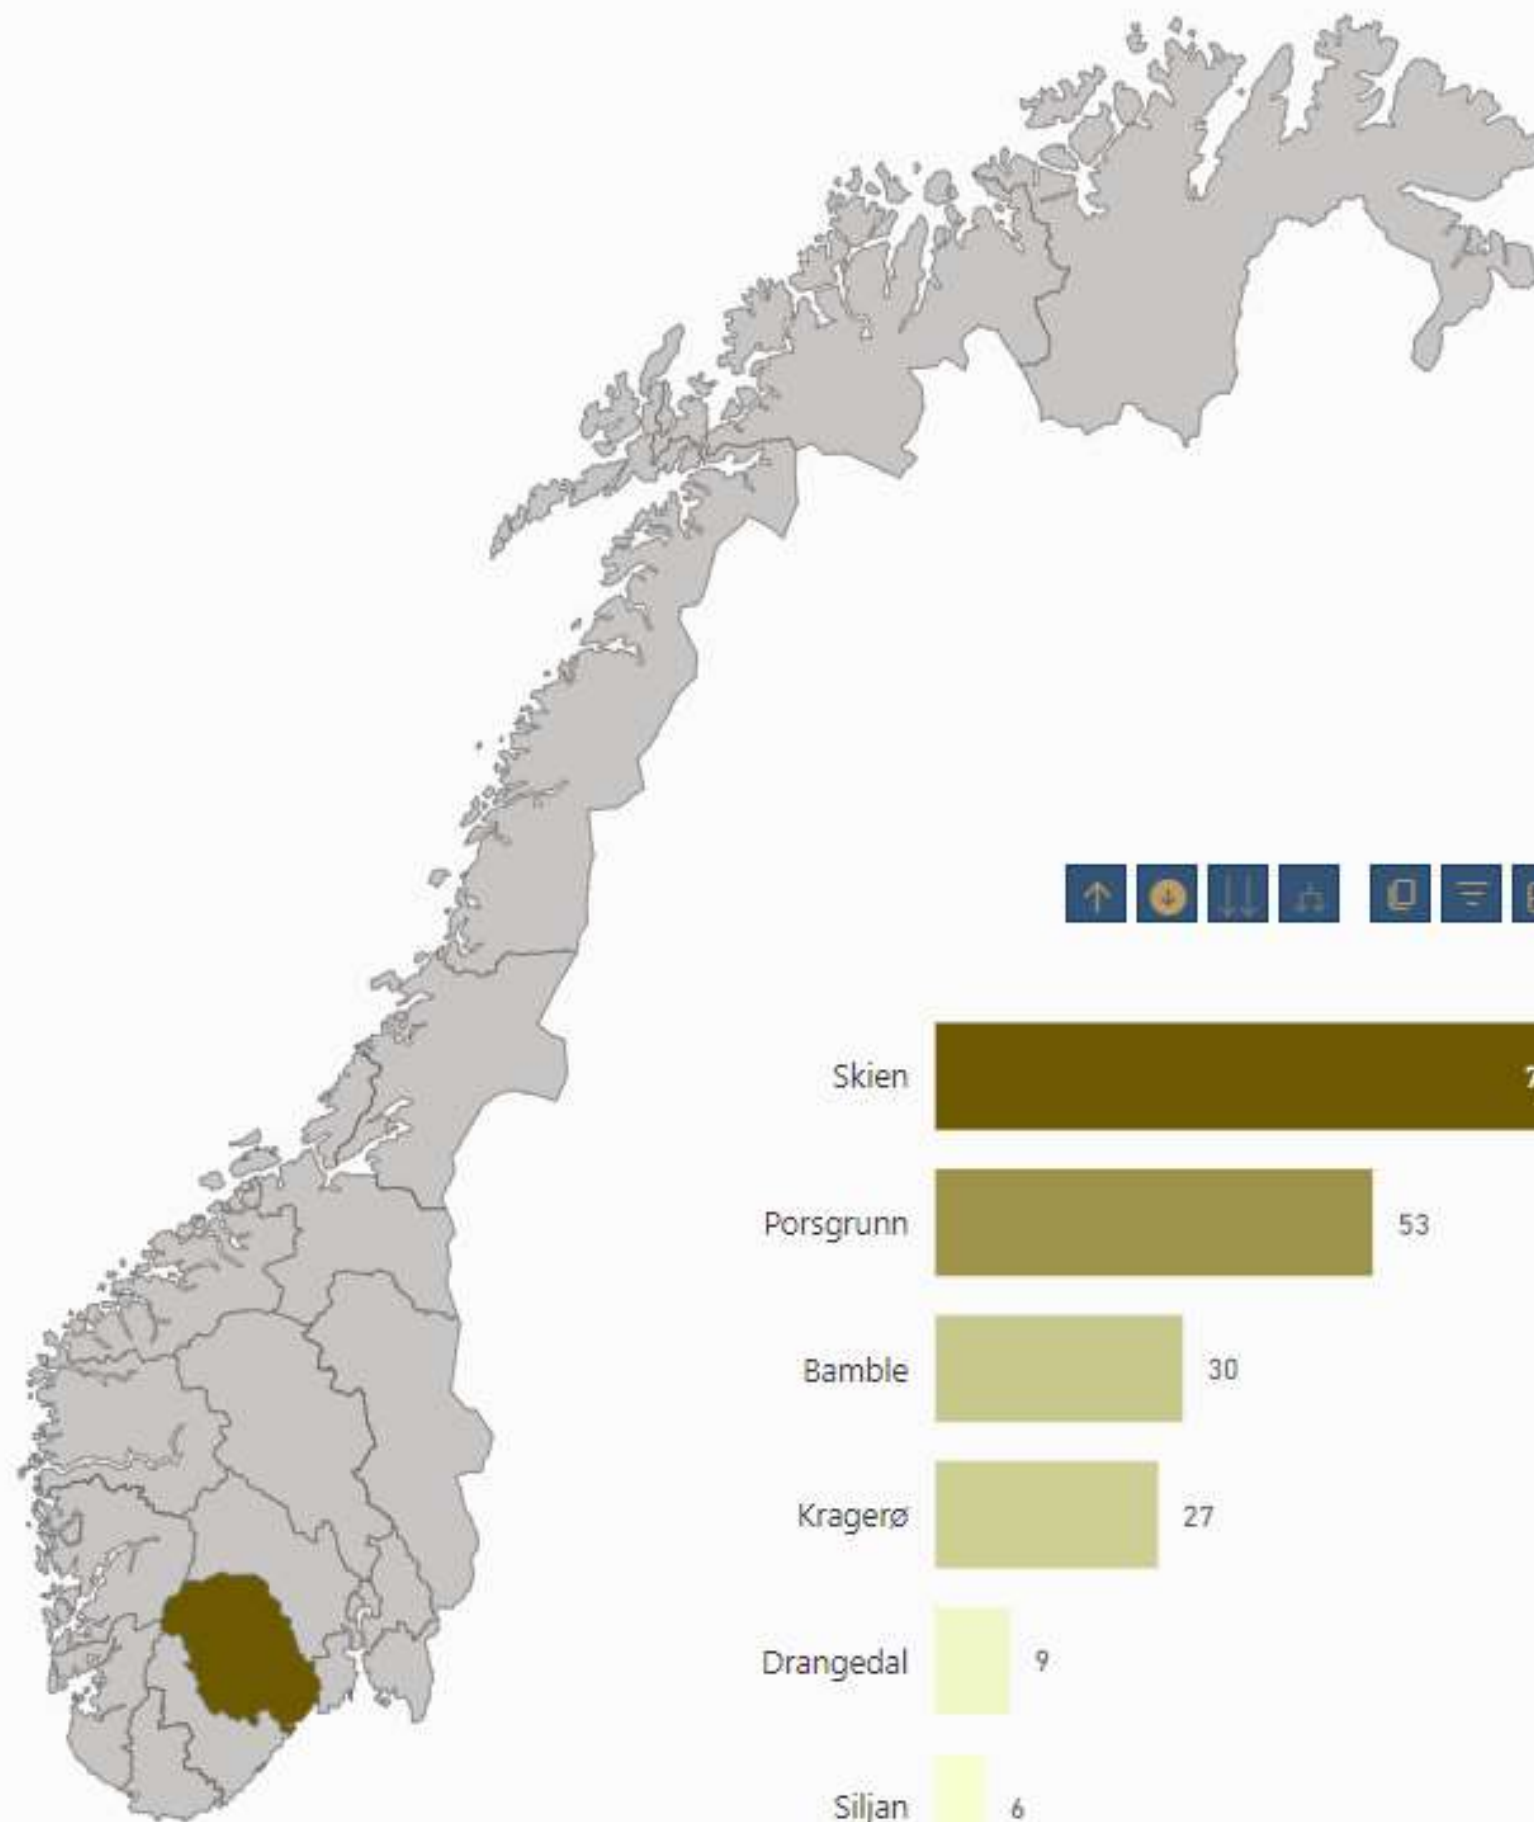 Skien
Porsgrunn 53
Bamble 30
Kragerø 27
Drangedal 9
Siljan 6